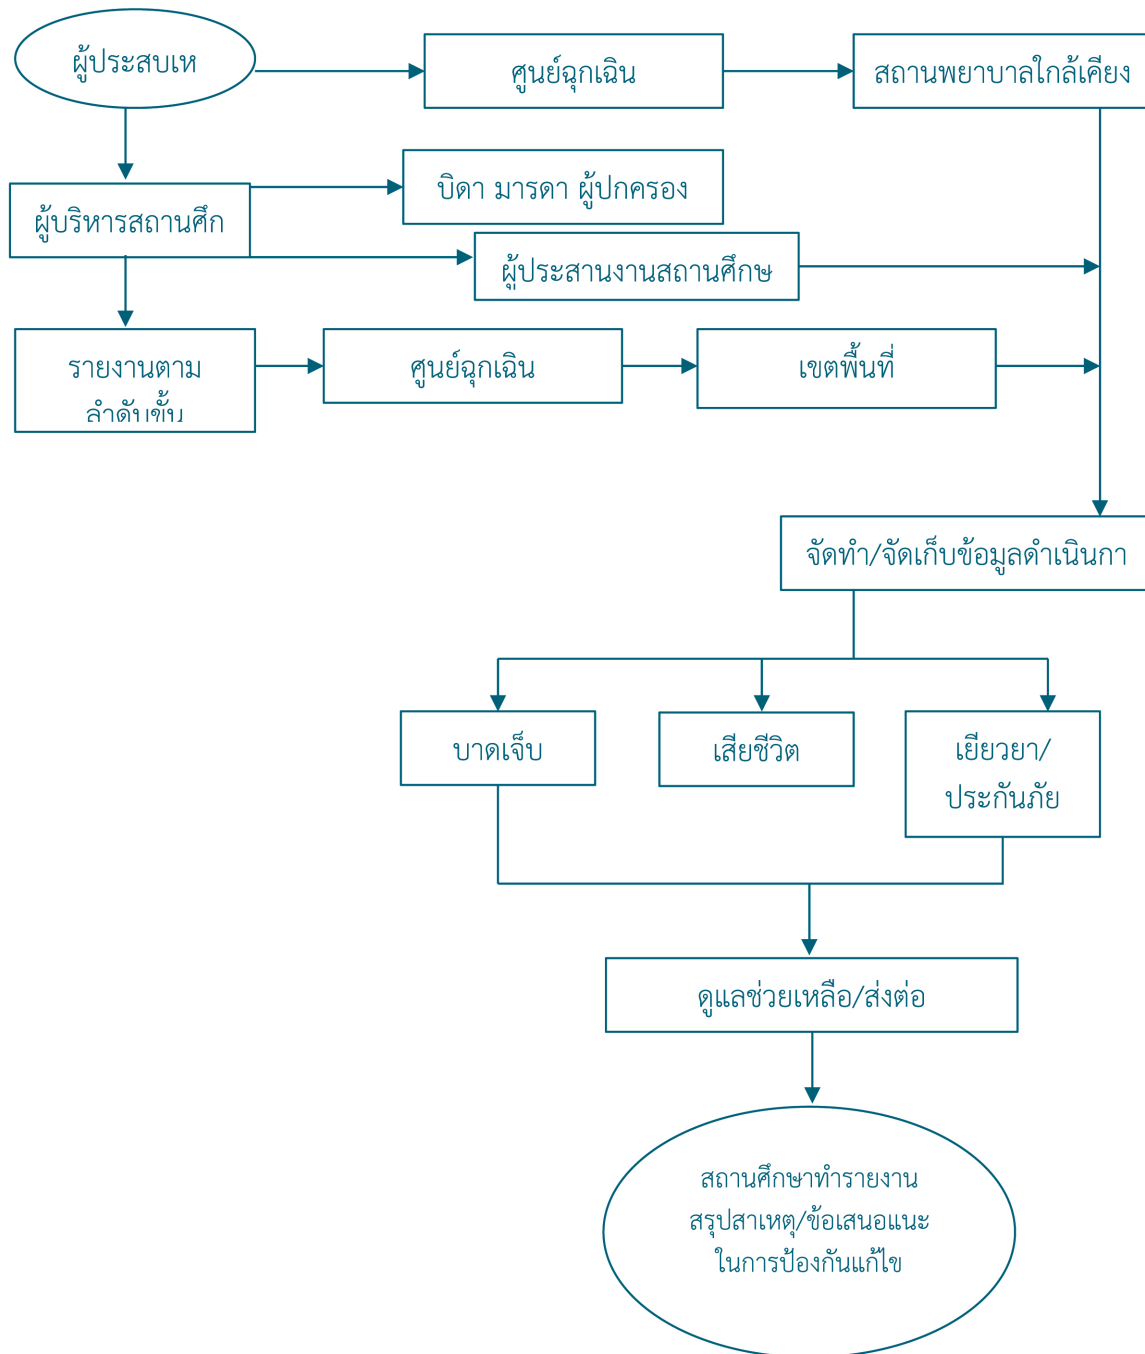 ผู้ประสบเห
ศูนย์ฉุกเฉิน
สถานพยาบาลใกล้เคียง
บิดา มารดา ผู้ปกครอง
ผู้บริหารสถานศึก
ผู้ประสานงานสถานศึกษ
รายงานตาม
ลำดับขั้น
ศูนย์ฉุกเฉิน
เขตพื้นที่
จัดทำ/จัดเก็บข้อมูลดำเนินกา
บาดเจ็บ
เสียชีวิต
เยียวยา/
ประกันภัย
ดูแลช่วยเหลือ/ส่งต่อ
สถานศึกษาทำรายงาน
สรุปสาเหตุ/ข้อเสนอแนะ
ในการป้องกันแก้ไข